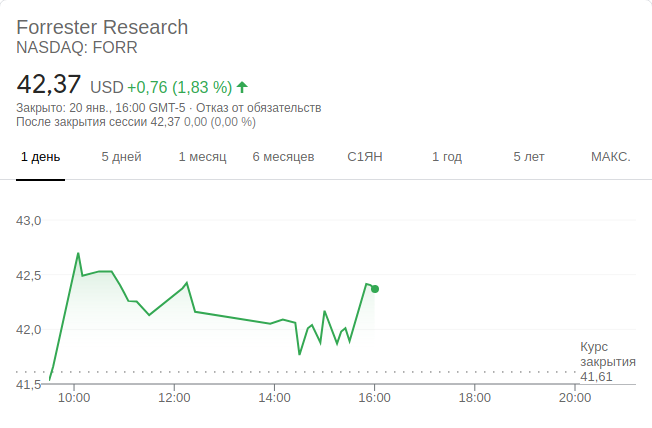 Forrester Research
NASDAQ: FORR
42,37 USD +0,76 (1,83 %)
Закрыто: 20 янв., 16:00 GMT-5 · Отказ от обязательств
После закрытия сессии 42,37 0,00 (0,00 %)
1 день 5 дней 1 месяц 6 месяцев С1ЯН 1 год 5 лет МАКС.
43,0
42,5
42,0
Курс
закрытия
41,61
41,5
10:00 12:00 14:00 16:00 18:00 20:00